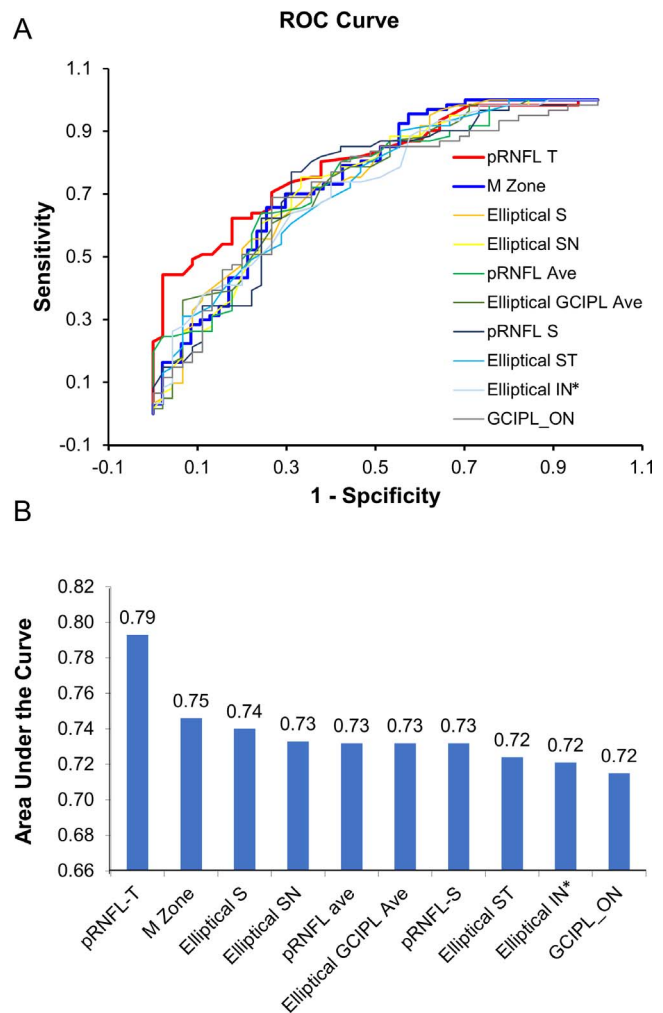 A
ROC Curve
1.1
0.9
0.7
0.5
0.3
0.1
-0.1
Sensitivity
pRNFL T
M Zone
Elliptical S
Elliptical SN
pRNFL Ave
Elliptical GCIPL Ave
pRNFL S
Elliptical ST
Elliptical IN*
GCIPL_ON
-0.1 0.1 0.3 0.5 0.7 0.9 1.1
1 - Spcificity
B
0.82
0.80
0.78
0.76
0.74
0.72
0.70
0.68
0.66
Area Under the Curve
0.79 0.75 0.74 0.73 0.73 0.73 0.73 0.72 0.72 0.72
pRNFL-T
M Zone
Elliptical S
Elliptical SN
pRNFL ave
Elliptical GCIPL Ave
pRNFL-S
Elliptical ST
Elliptical IN*
GCIPL_ON